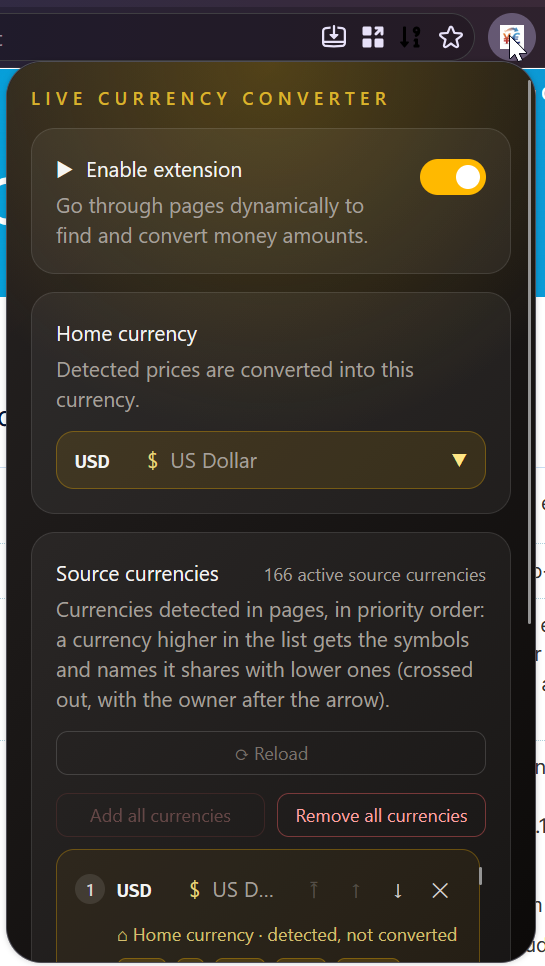 LIVE CURRENCY CONVERTER
▶ Enable extension
Go through pages dynamically to
find and convert money amounts.
Home currency
Detected prices are converted into this
currency.
USD $ US Dollar ▼
Source currencies 166 active source currencies
Currencies detected in pages, in priority order:
a currency higher in the list gets the symbols
and names it shares with lower ones (crossed
out, with the owner after the arrow).
⟳ Reload
Add all currencies Remove all currencies
1 USD $ US D... ⤒ ↑ ↓ ✕
⌂ Home currency · detected, not converted